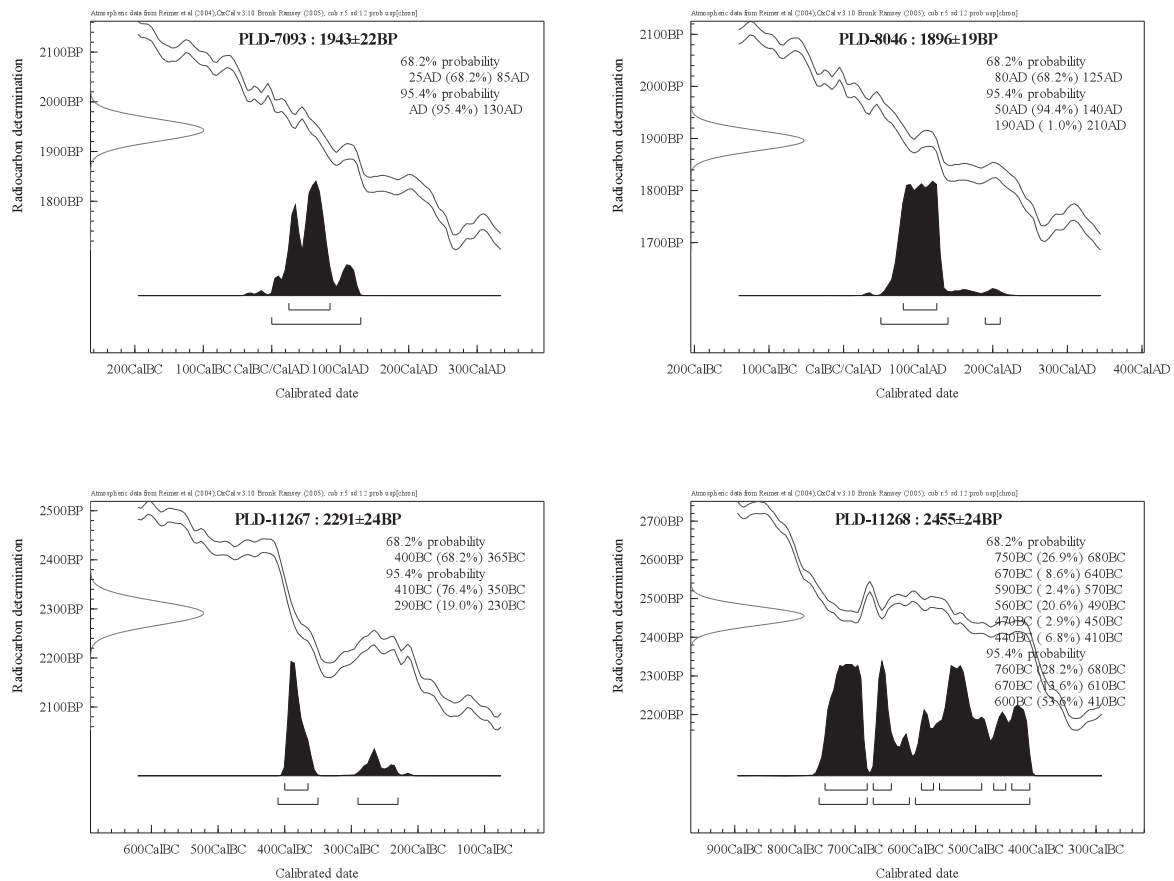 Atmospheric data from Reimer et al (2004);OxCal v3.10 Bronk Ramsey (2005); cub r:5 sd:12 prob usp[chron]
PLD-7093 : 1943±22BP
68.2% probability
25AD (68.2%) 85AD
95.4% probability
AD (95.4%) 130AD
Radiocarbon determination
2100BP
2000BP
1900BP
1800BP
200CalBC 100CalBC CalBC/CalAD 100CalAD 200CalAD 300CalAD
Calibrated date
Atmospheric data from Reimer et al (2004);OxCal v3.10 Bronk Ramsey (2005); cub r:5 sd:12 prob usp[chron]
PLD-8046 : 1896±19BP
68.2% probability
80AD (68.2%) 125AD
95.4% probability
50AD (94.4%) 140AD
190AD ( 1.0%) 210AD
Radiocarbon determination
2100BP
2000BP
1900BP
1800BP
1700BP
200CalBC 100CalBC CalBC/CalAD 100CalAD 200CalAD 300CalAD 400CalAD
Calibrated date
Atmospheric data from Reimer et al (2004);OxCal v3.10 Bronk Ramsey (2005); cub r:5 sd:12 prob usp[chron]
PLD-11267 : 2291±24BP
68.2% probability
400BC (68.2%) 365BC
95.4% probability
410BC (76.4%) 350BC
290BC (19.0%) 230BC
Radiocarbon determination
2500BP
2400BP
2300BP
2200BP
2100BP
600CalBC 500CalBC 400CalBC 300CalBC 200CalBC 100CalBC
Calibrated date
Atmospheric data from Reimer et al (2004);OxCal v3.10 Bronk Ramsey (2005); cub r:5 sd:12 prob usp[chron]
PLD-11268 : 2455±24BP
68.2% probability
750BC (26.9%) 680BC
670BC ( 8.6%) 640BC
590BC ( 2.4%) 570BC
560BC (20.6%) 490BC
470BC ( 2.9%) 450BC
440BC ( 6.8%) 410BC
95.4% probability
760BC (28.2%) 680BC
670BC (13.6%) 610BC
600BC (53.6%) 410BC
Radiocarbon determination
2700BP
2600BP
2500BP
2400BP
2300BP
2200BP
900CalBC 800CalBC 700CalBC 600CalBC 500CalBC 400CalBC 300CalBC
Calibrated date